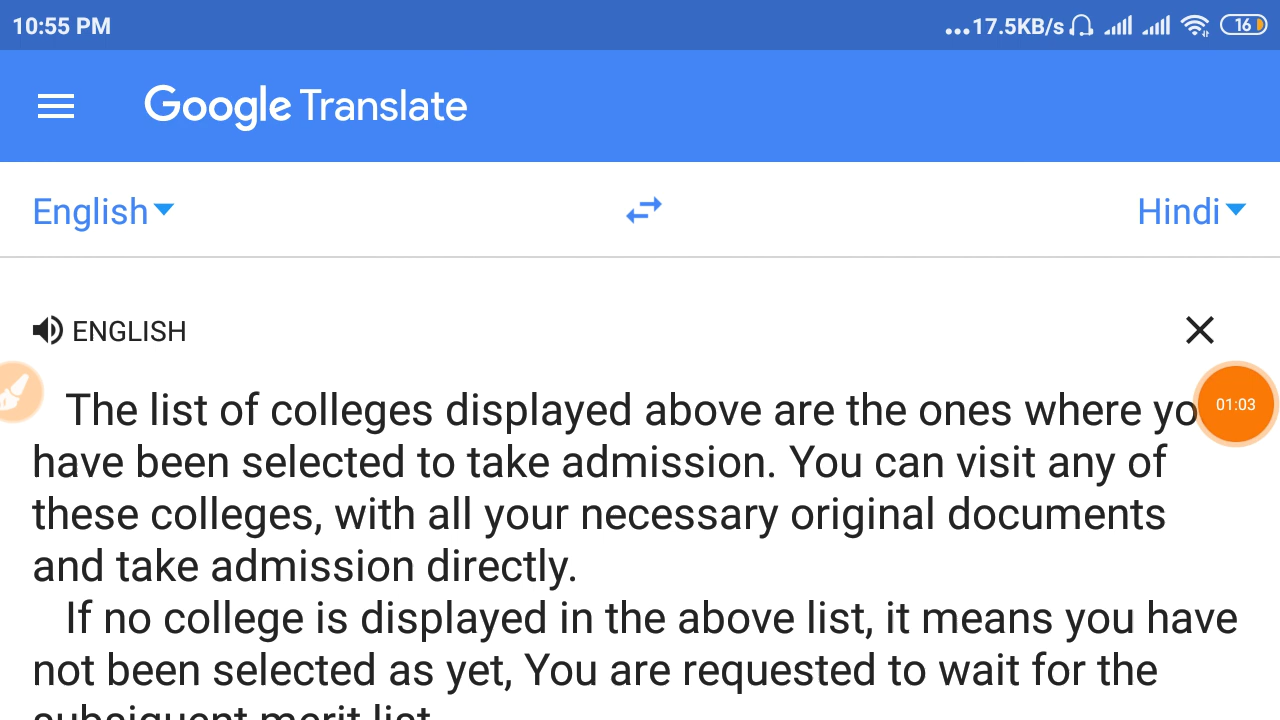 10:55 PM ...17.5KB/s 16
Google Translate
English Hindi
ENGLISH
The list of colleges displayed above are the ones where yo
01:03
have been selected to take admission. You can visit any of
these colleges, with all your necessary original documents
and take admission directly.
If no college is displayed in the above list, it means you have
not been selected as yet, You are requested to wait for the
subsiquent merit list